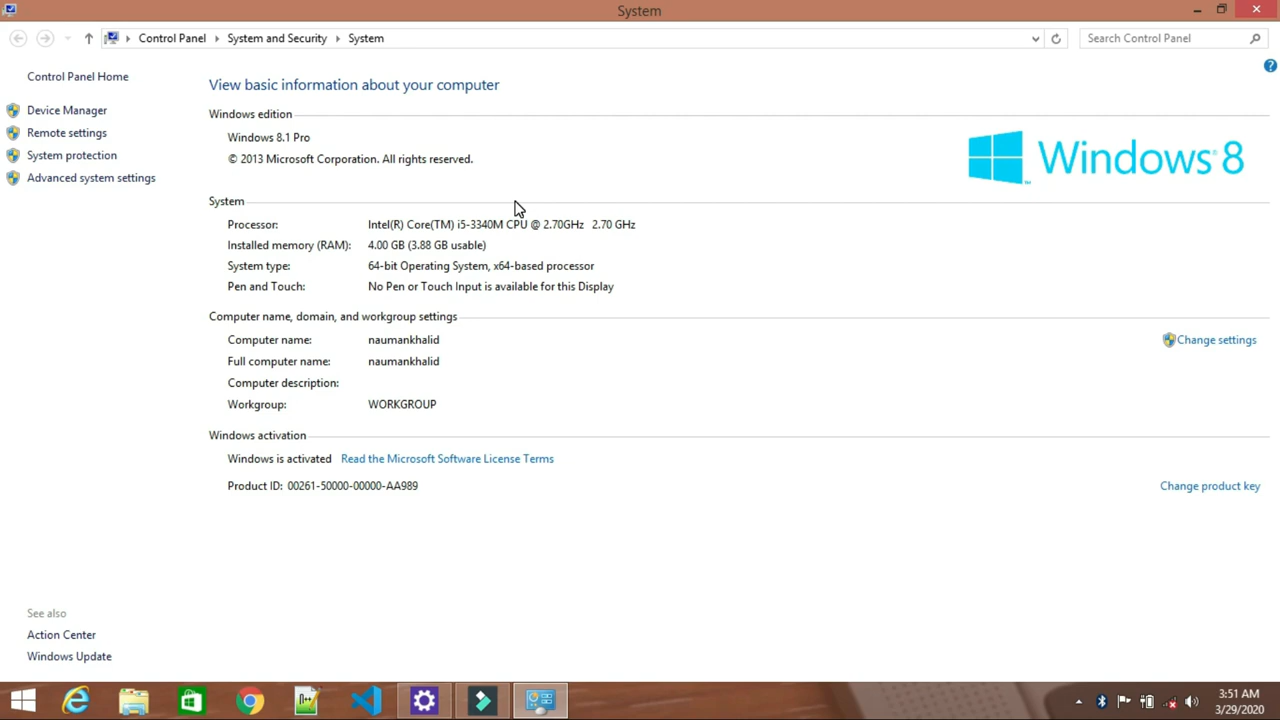 System
Control Panel System and Security System
Search Control Panel
Control Panel Home
Device Manager
Remote settings
System protection
Advanced system settings
View basic information about your computer
Windows edition
Windows 8.1 Pro
© 2013 Microsoft Corporation. All rights reserved.
Windows 8
System
Processor: Intel(R) Core(TM) i5-3340M CPU @ 2.70GHz 2.70 GHz
Installed memory (RAM): 4.00 GB (3.88 GB usable)
System type: 64-bit Operating System, x64-based processor
Pen and Touch: No Pen or Touch Input is available for this Display
Computer name, domain, and workgroup settings
Computer name: naumankhalid
Change settings
Full computer name: naumankhalid
Computer description:
Workgroup: WORKGROUP
Windows activation
Windows is activated Read the Microsoft Software License Terms
Product ID: 00261-50000-00000-AA989
Change product key
See also
Action Center
Windows Update
3:51 AM
3/29/2020